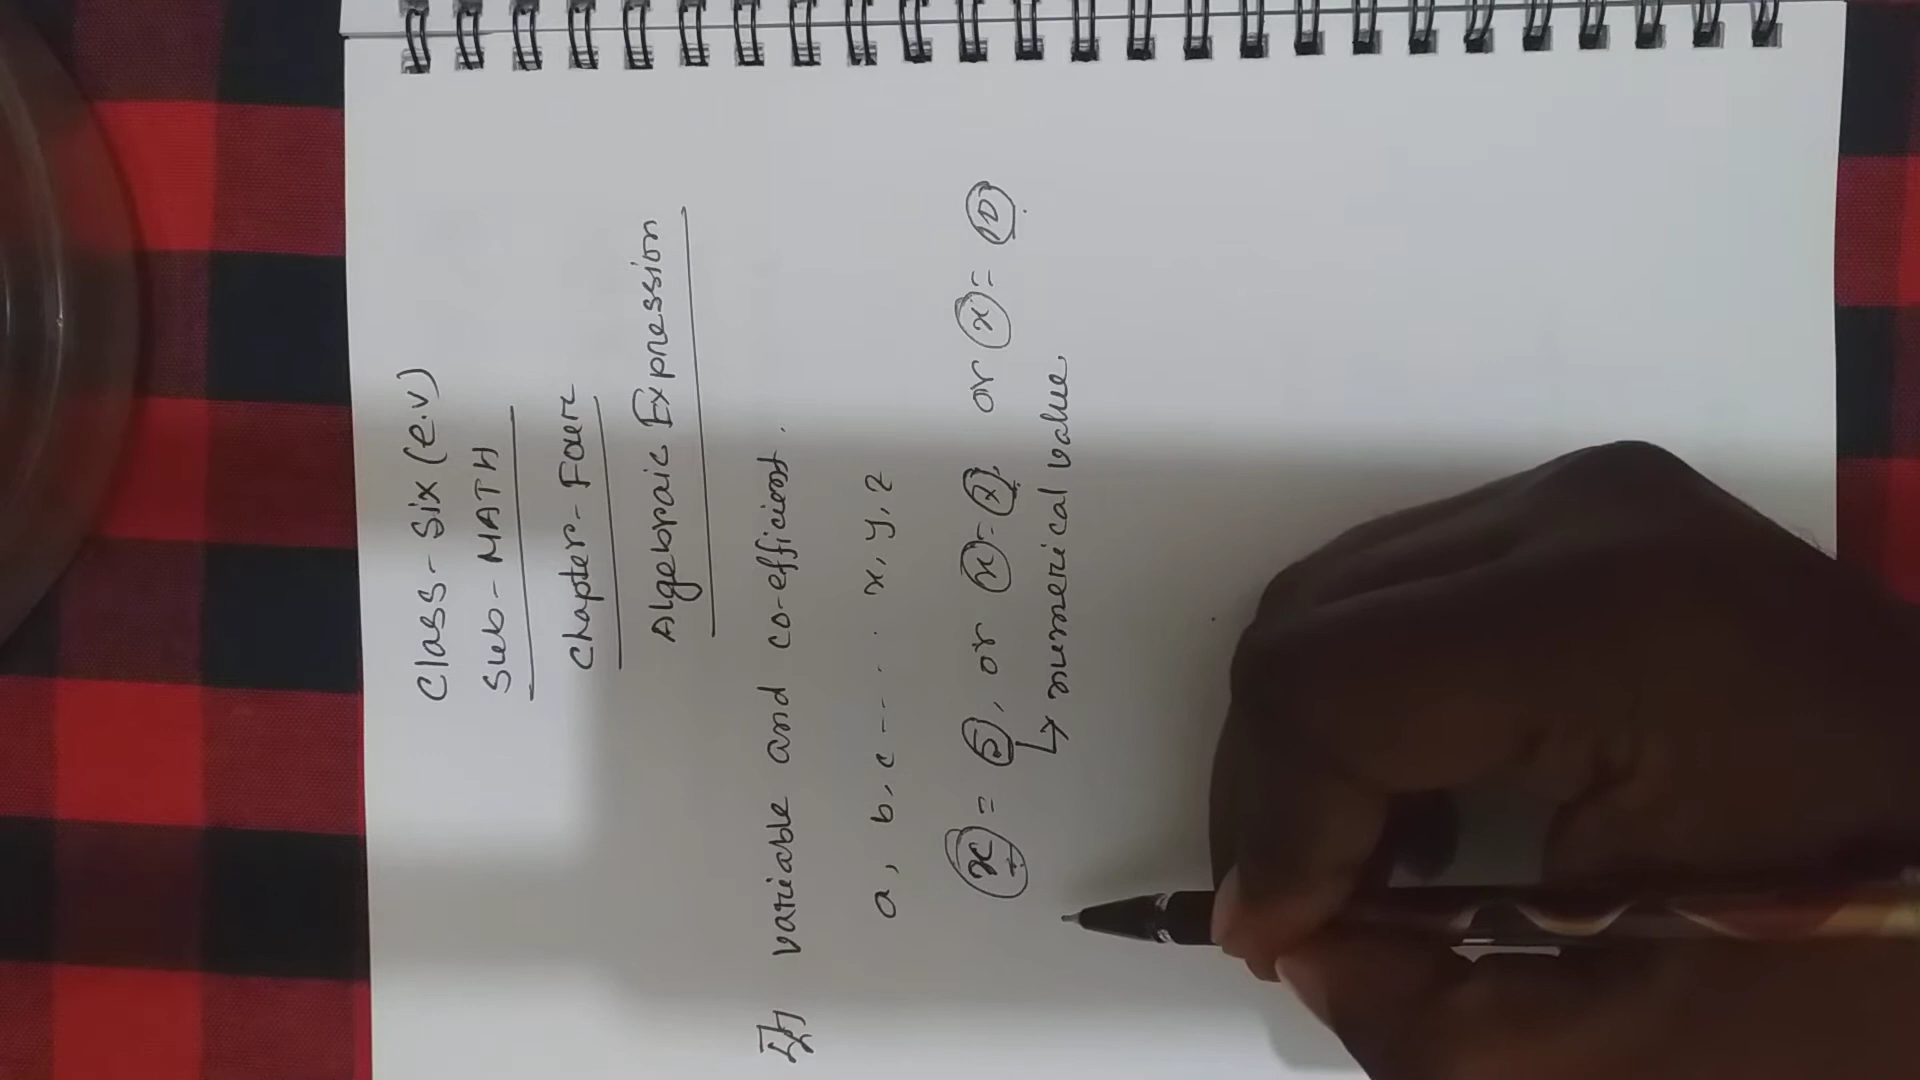 Class - Six (e.v)
Sub - MATH
Chapter - Four
Algebraic Expression
variable and co-efficient.
a, b, c --- . . . x, y, z
x = 5, or x = 7, or x = 10
↳ numerical value